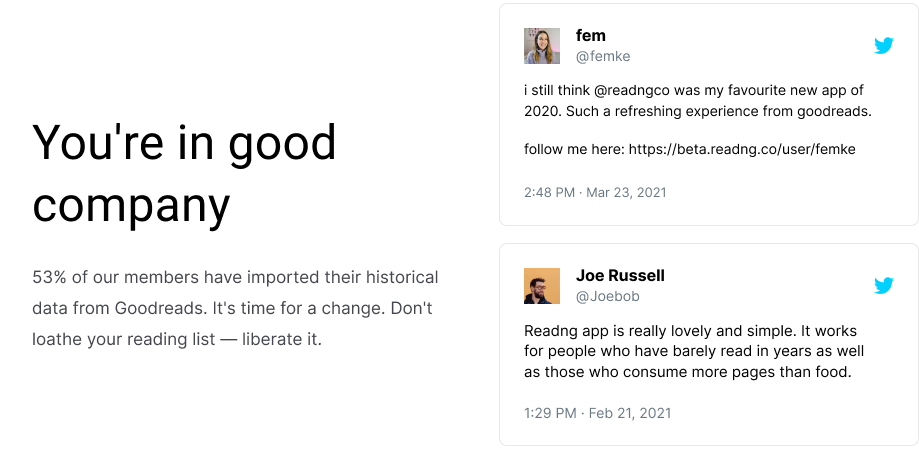 You're in good
company
53% of our members have imported their historical
data from Goodreads. It's time for a change. Don't
loathe your reading list — liberate it.
fem
@femke
i still think @readngco was my favourite new app of
2020. Such a refreshing experience from goodreads.
follow me here: https://beta.readng.co/user/femke
2:48 PM · Mar 23, 2021
Joe Russell
@Joebob
Readng app is really lovely and simple. It works
for people who have barely read in years as well
as those who consume more pages than food.
1:29 PM · Feb 21, 2021